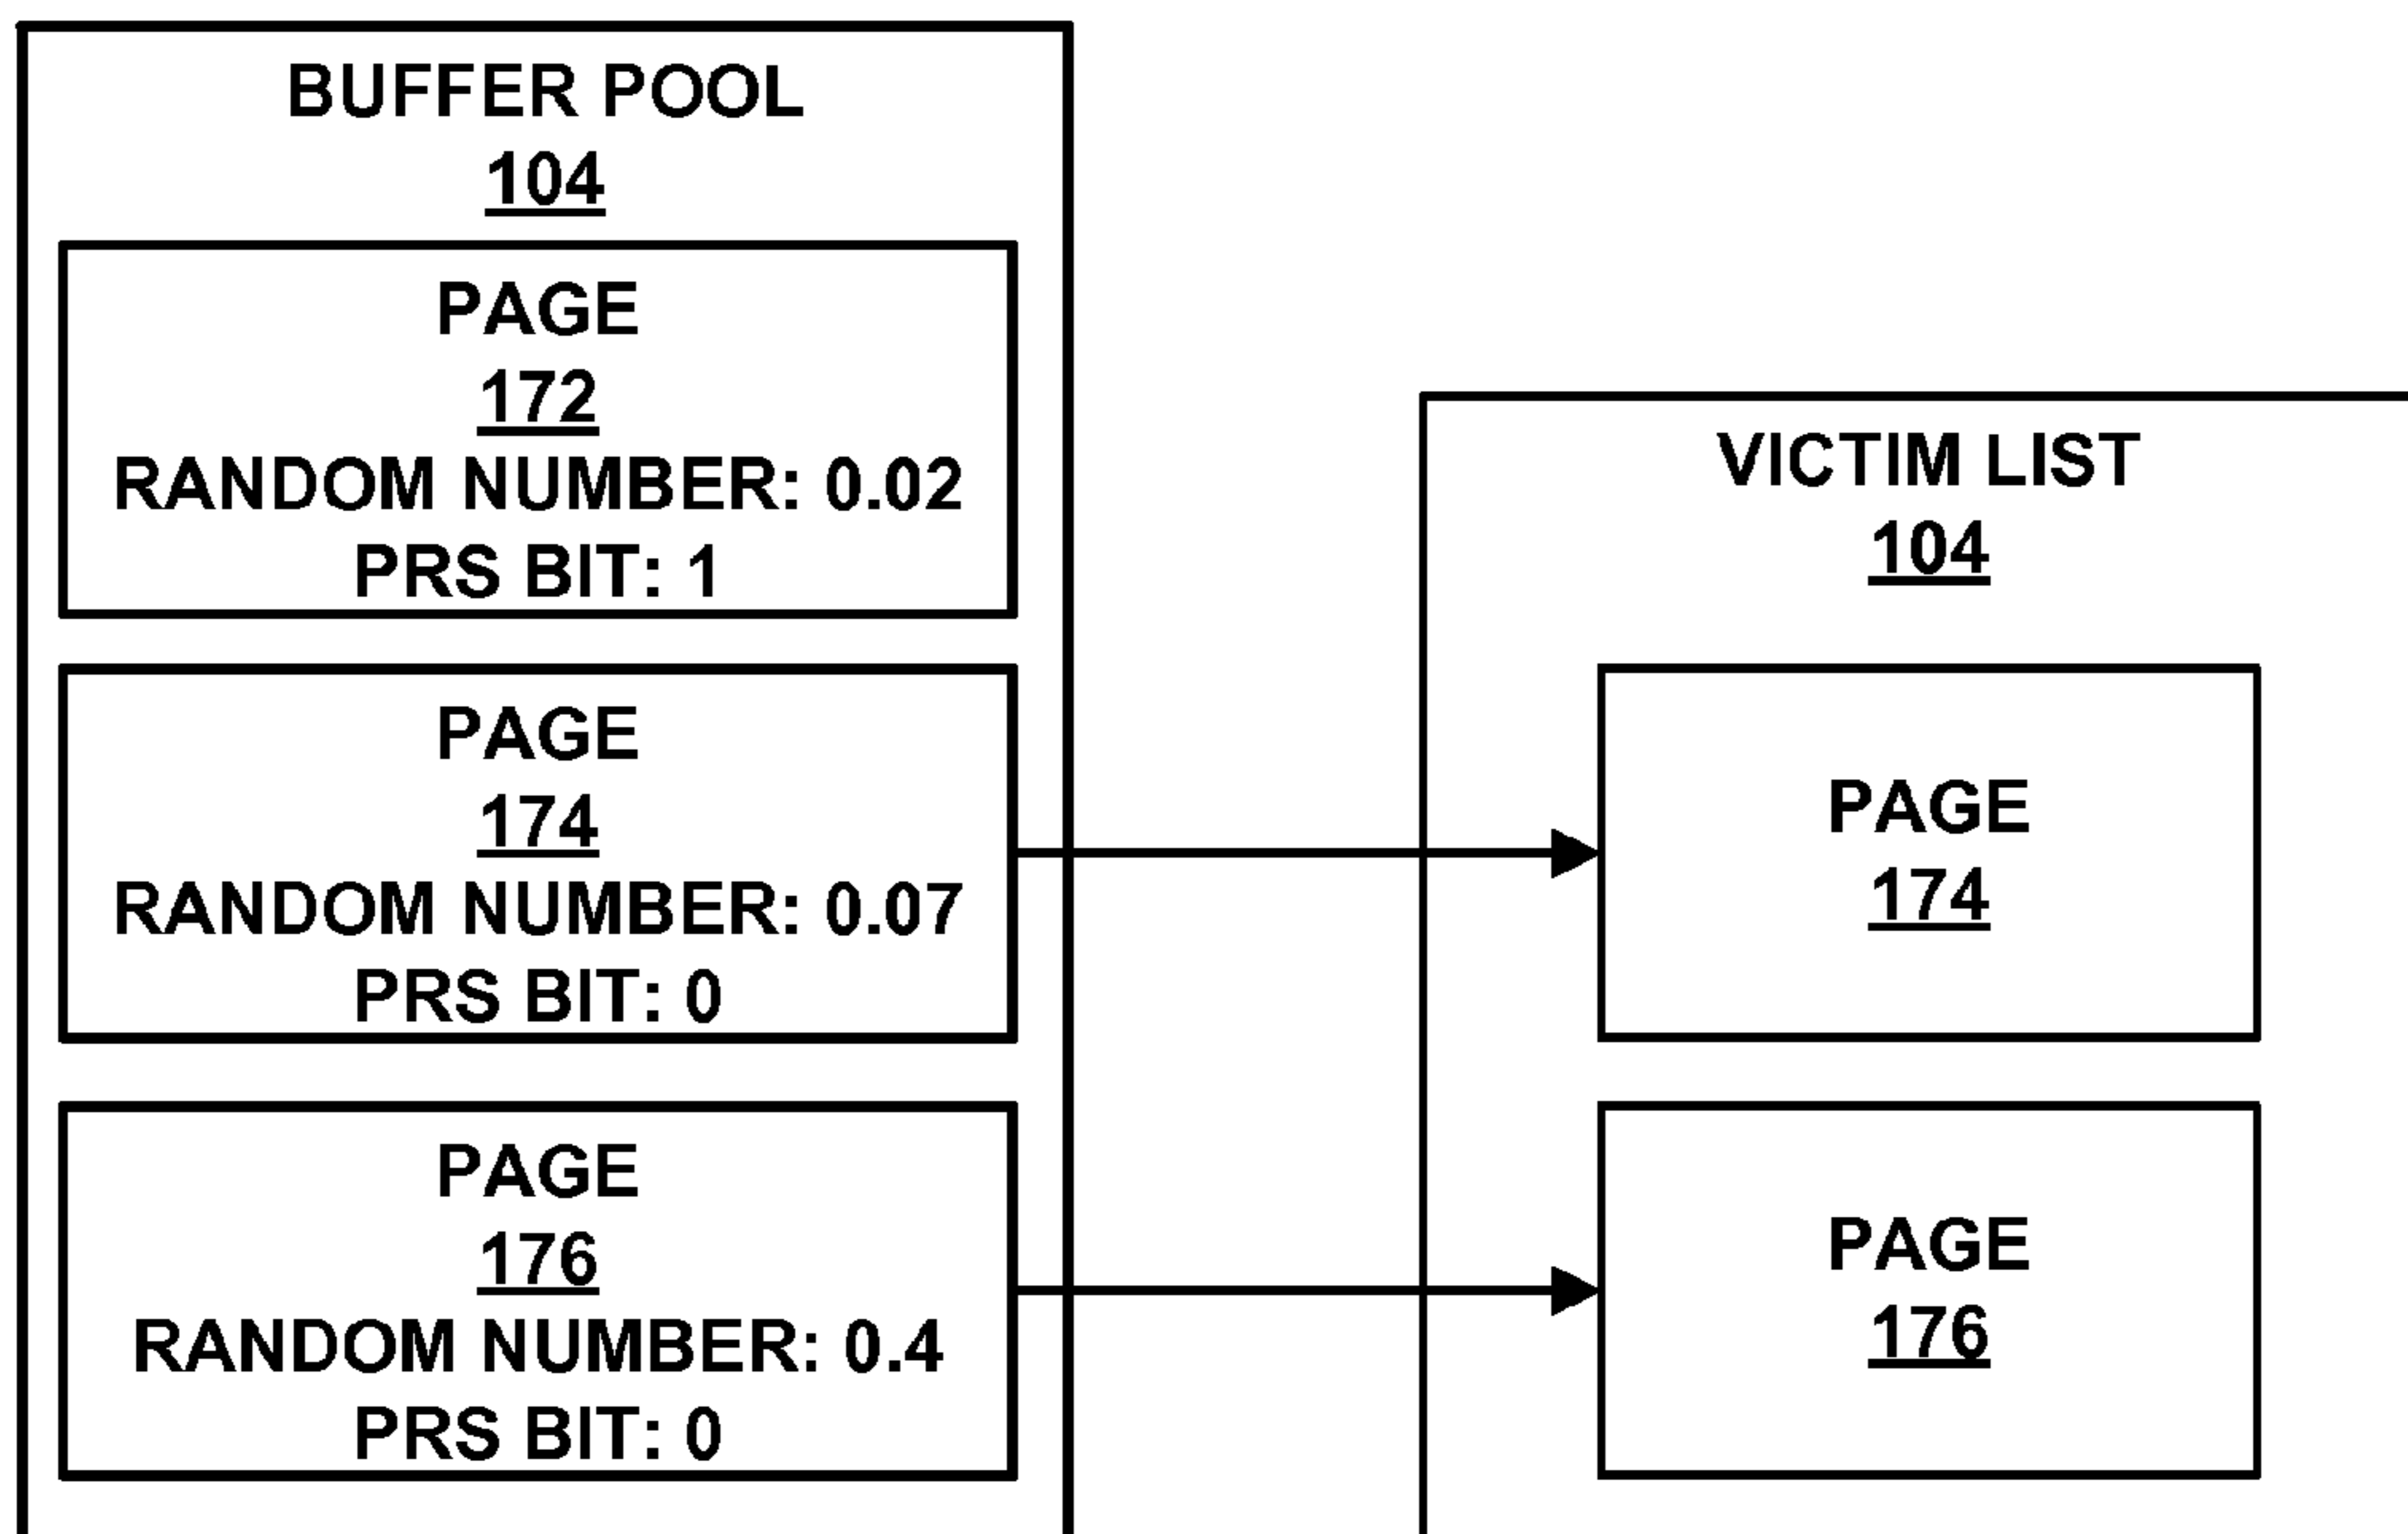 BUFFER POOL
104
PAGE
172
RANDOM NUMBER: 0.02
PRS BIT: 1
PAGE
174
RANDOM NUMBER: 0.07
PRS BIT: 0
PAGE
176
RANDOM NUMBER: 0.4
PRS BIT: 0
VICTIM LIST
104
PAGE
174
PAGE
176